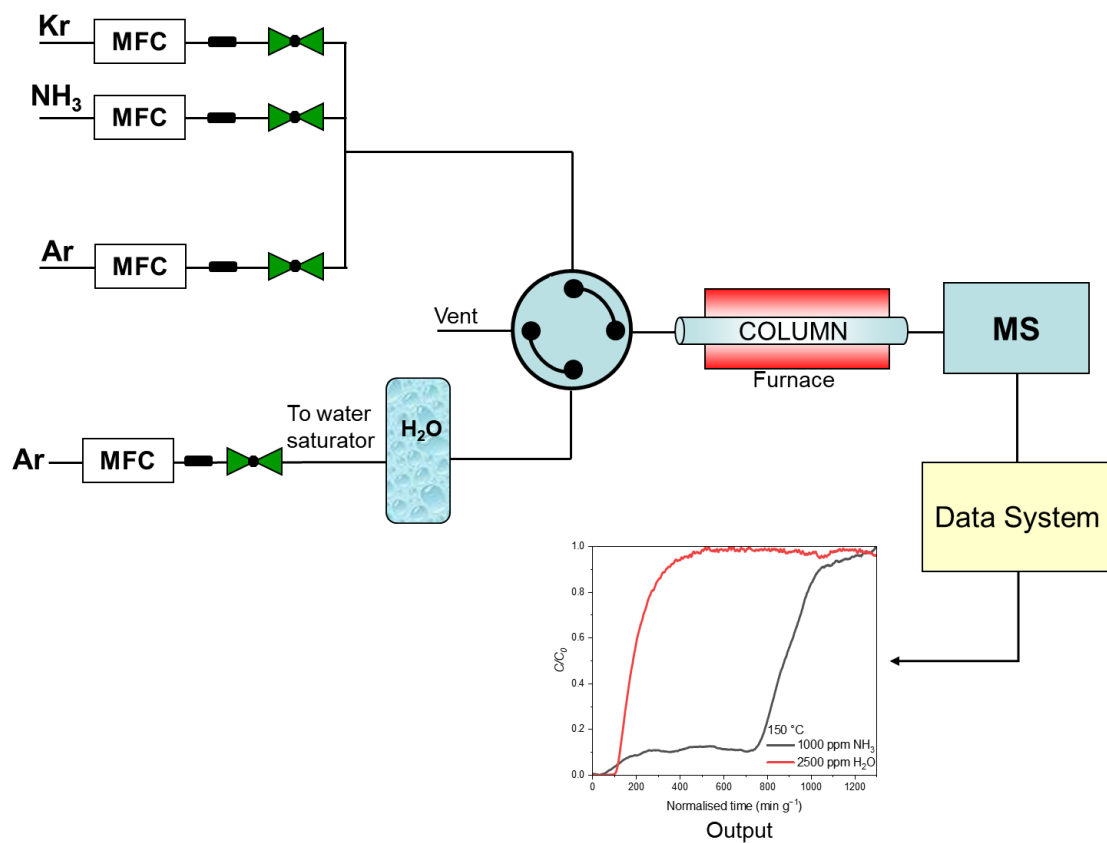 Kr
MFC
NH₃
MFC
Ar
MFC
Vent
COLUMN
Furnace
MS
To water
saturator
H₂O
Ar
MFC
Data System
1.0
0.8
0.6
0.4
0.2
0.0
C/C₀
150 °C
1000 ppm NH₃
2500 ppm H₂O
0 200 400 600 800 1000 1200
Normalised time (min g⁻¹)
Output